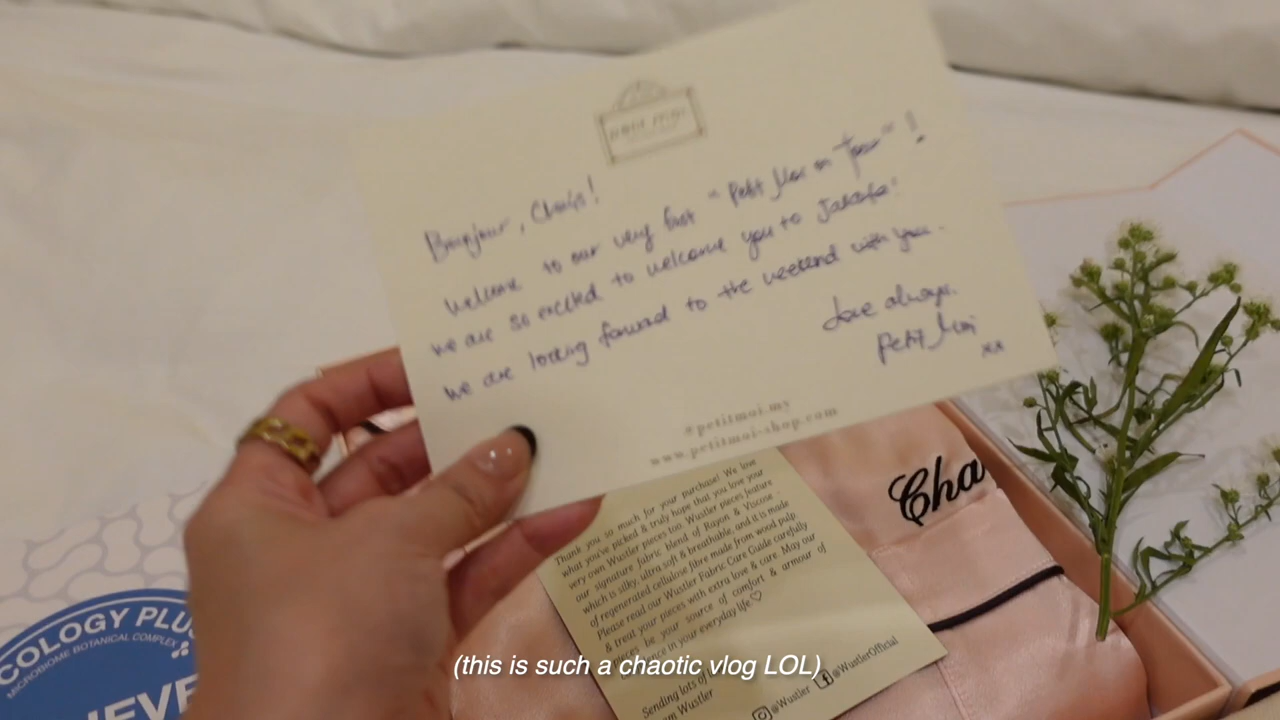 Bonjour, Charis!
Welcome to our very first "Petit Moi on Tour"!
We are so excited to welcome you to Jakarta!
We are looking forward to the weekend with you.
Love always,
Petit Moi
xx
@petitmoi.my
www.petitmoi-shop.com
Cha
Thank you so much for your purchase! We love
what you've picked & truly hope that you love your
very own Wustler pieces too. Wustler pieces feature
our signature fabric blend of Rayon & Viscose -
which is silky, ultra soft & breathable, and it is made
of regenerated cellulose fibre made from wood pulp.
Please read our Wustler Fabric Care Guide carefully
& treat your pieces with extra love & care. May our
pieces be your source of comfort & armour of
in your everyday life.♡
Sending lots of
Wustler
@Wustler @WustlerOfficial
COLOGY PLU
MICROBIOME BOTANICAL COMPLEX
IEVE
(this is such a chaotic vlog LOL)